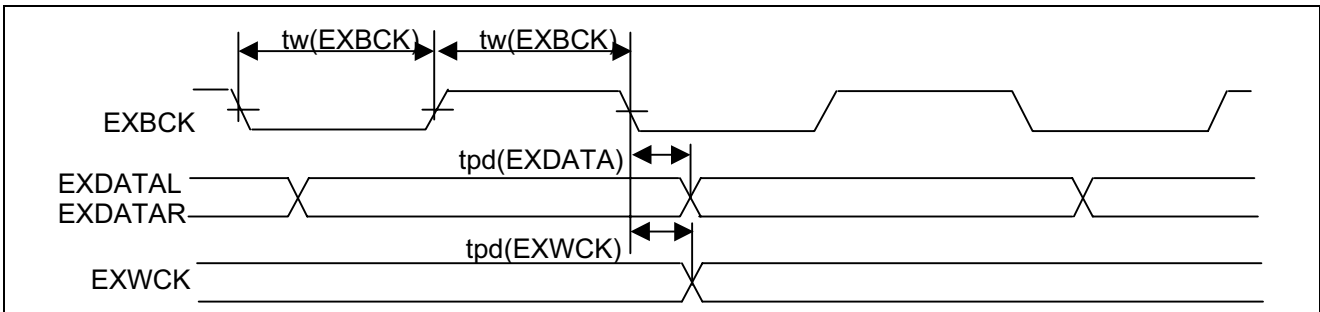 tw(EXBCK) tw(EXBCK)
EXBCK
tpd(EXDATA)
EXDATAL
EXDATAR
tpd(EXWCK)
EXWCK